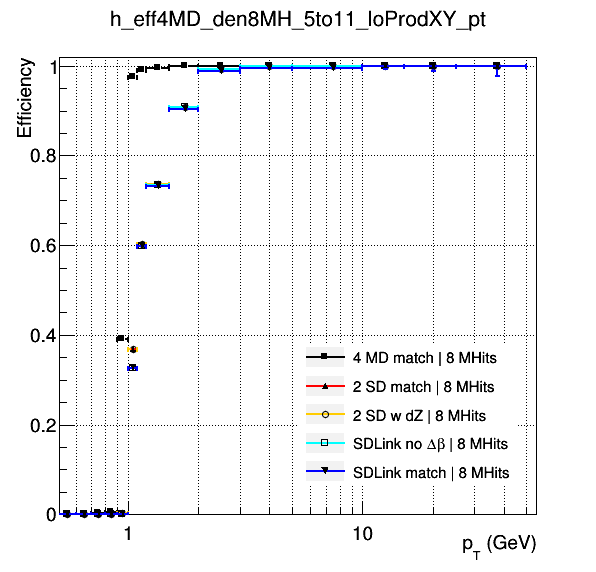 h_eff4MD_den8MH_5to11_loProdXY_pt
Efficiency
1
0.8
0.6
0.4
0.2
0
4 MD match | 8 MHits
2 SD match | 8 MHits
2 SD w dZ | 8 MHits
SDLink no Δβ | 8 MHits
SDLink match | 8 MHits
1
10
p_T (GeV)